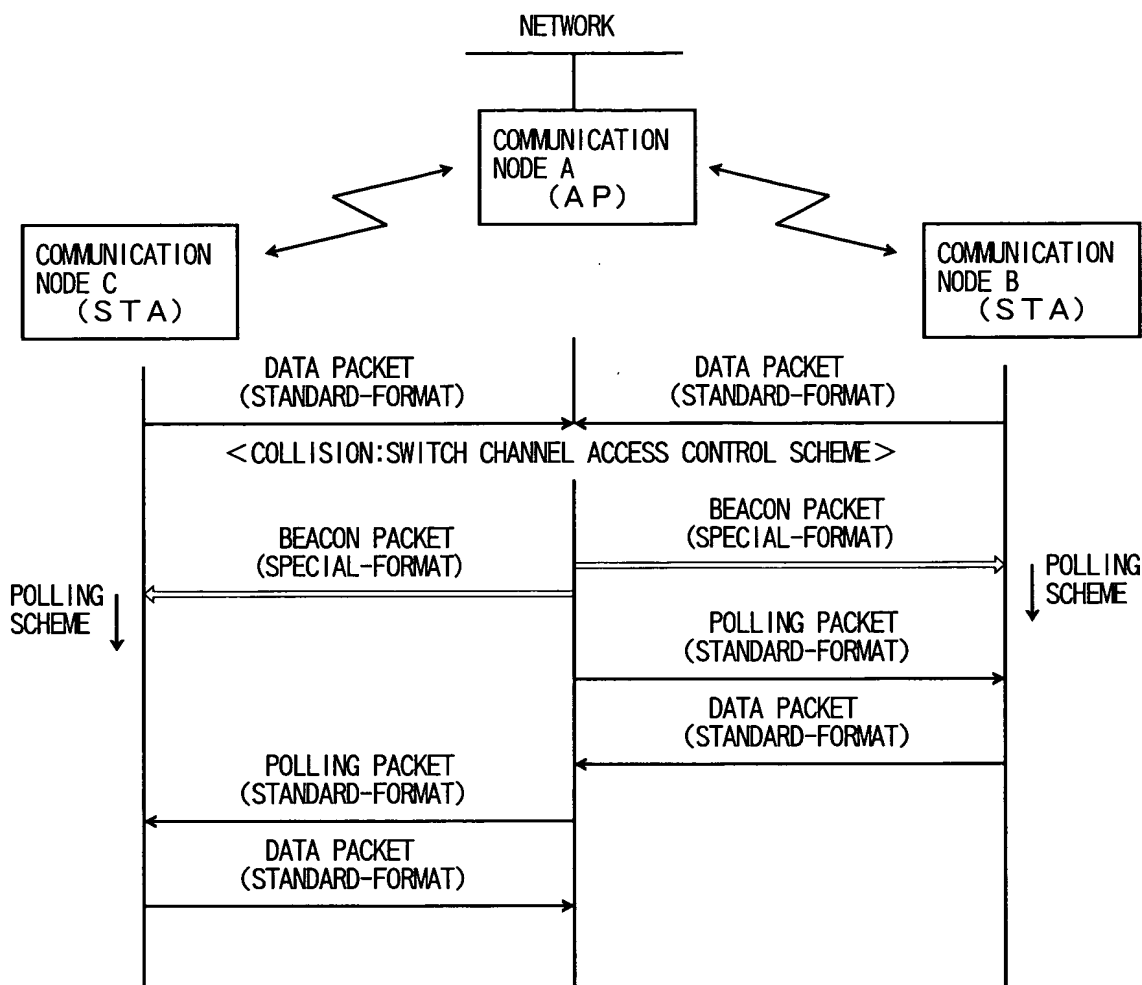 NETWORK
COMMUNICATION
NODE A
(AP)
COMMUNICATION
NODE C
(STA)
COMMUNICATION
NODE B
(STA)
DATA PACKET
(STANDARD-FORMAT)
DATA PACKET
(STANDARD-FORMAT)
<COLLISION:SWITCH CHANNEL ACCESS CONTROL SCHEME>
BEACON PACKET
(SPECIAL-FORMAT)
BEACON PACKET
(SPECIAL-FORMAT)
POLLING
SCHEME
POLLING
SCHEME
POLLING PACKET
(STANDARD-FORMAT)
DATA PACKET
(STANDARD-FORMAT)
POLLING PACKET
(STANDARD-FORMAT)
DATA PACKET
(STANDARD-FORMAT)